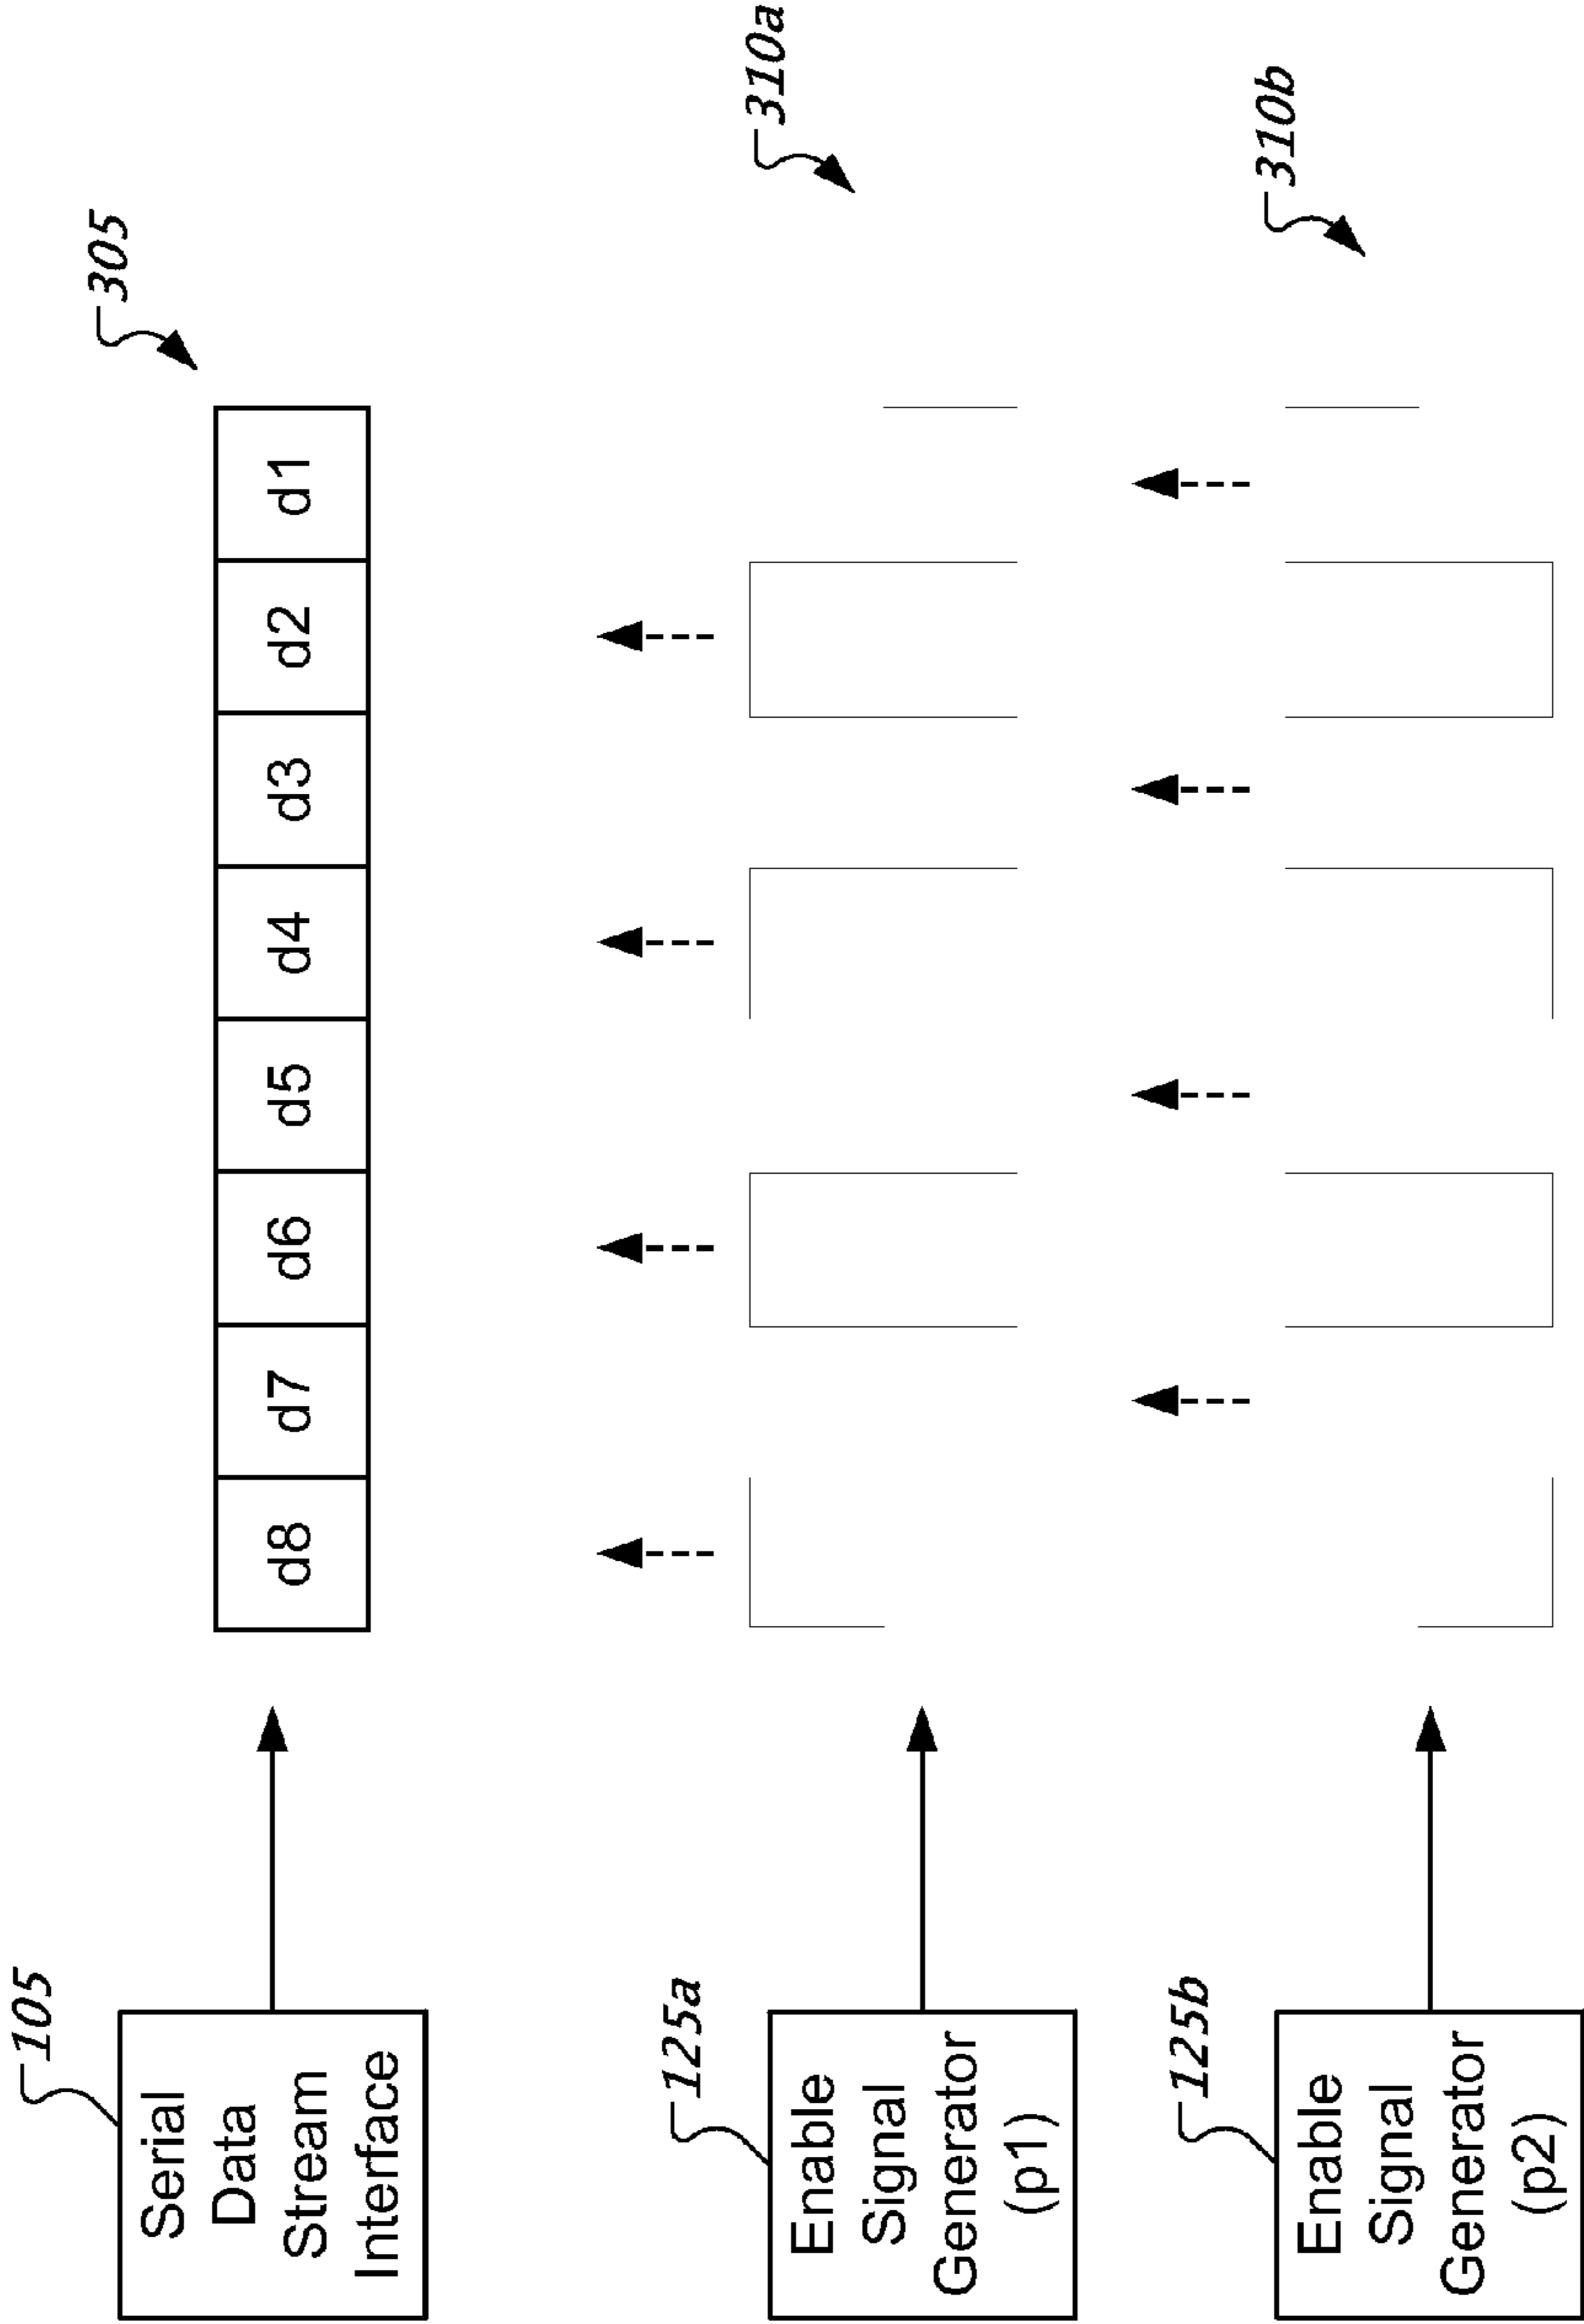 105
Serial
Data
Stream
Interface
d8
d7
d6
d5
d4
d3
d2
d1
305
125a
Enable
Signal
Generator
(p1)
310a
125b
Enable
Signal
Generator
(p2)
310b